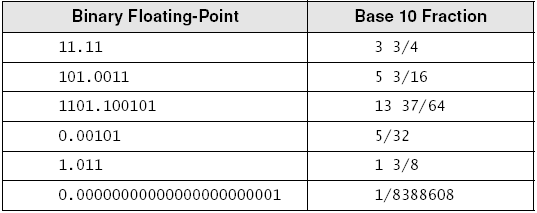 Binary Floating-Point Base 10 Fraction
11.11 3 3/4
101.0011 5 3/16
1101.100101 13 37/64
0.00101 5/32
1.011 1 3/8
0.00000000000000000000001 1/8388608